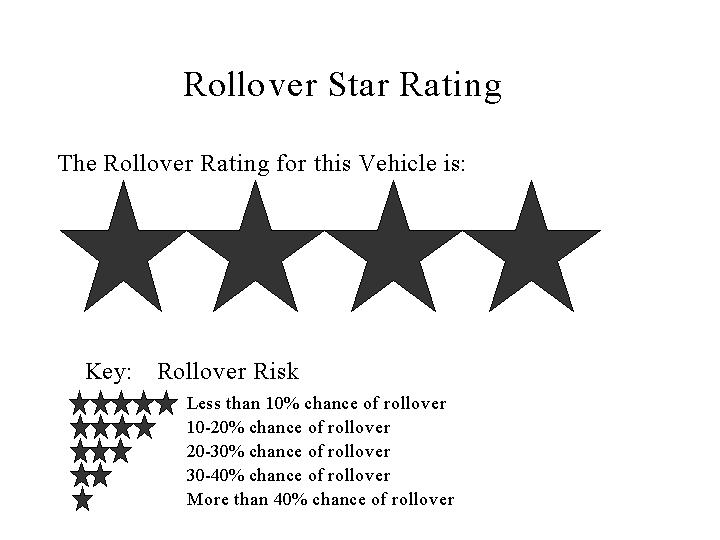 Rollover Star Rating
The Rollover Rating for this Vehicle is:
Key: Rollover Risk
Less than 10% chance of rollover
10-20% chance of rollover
20-30% chance of rollover
30-40% chance of rollover
More than 40% chance of rollover